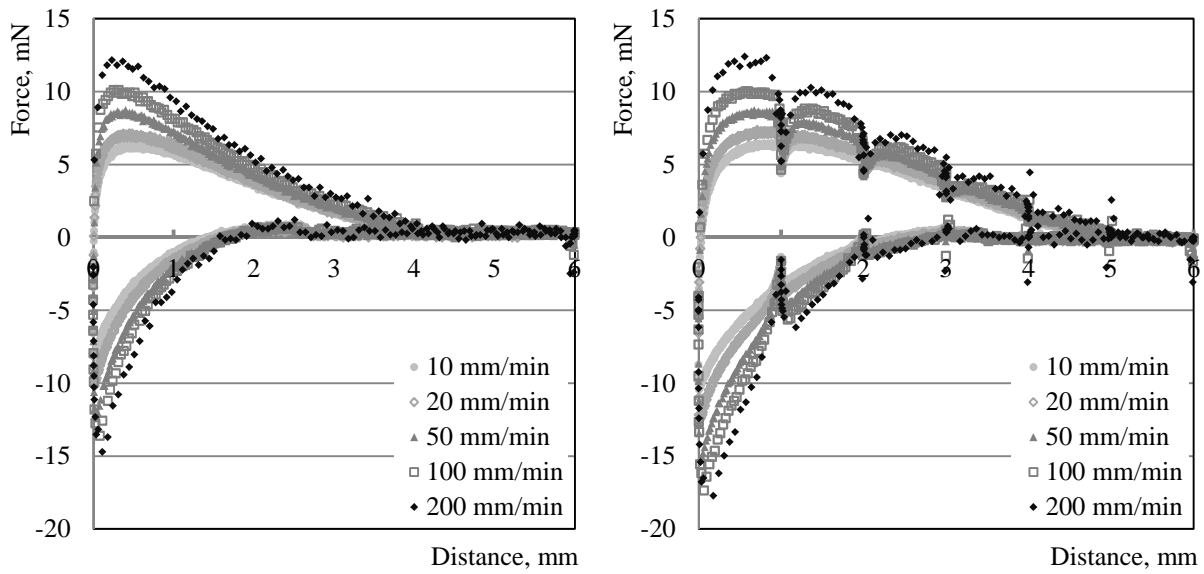 Force, mN
15
10
5
0
-5
-10
-15
-20
0 1 2 3 4 5 6
10 mm/min
20 mm/min
50 mm/min
100 mm/min
200 mm/min
Distance, mm
Force, mN
15
10
5
0
-5
-10
-15
-20
0 1 2 3 4 5 6
10 mm/min
20 mm/min
50 mm/min
100 mm/min
200 mm/min
Distance, mm